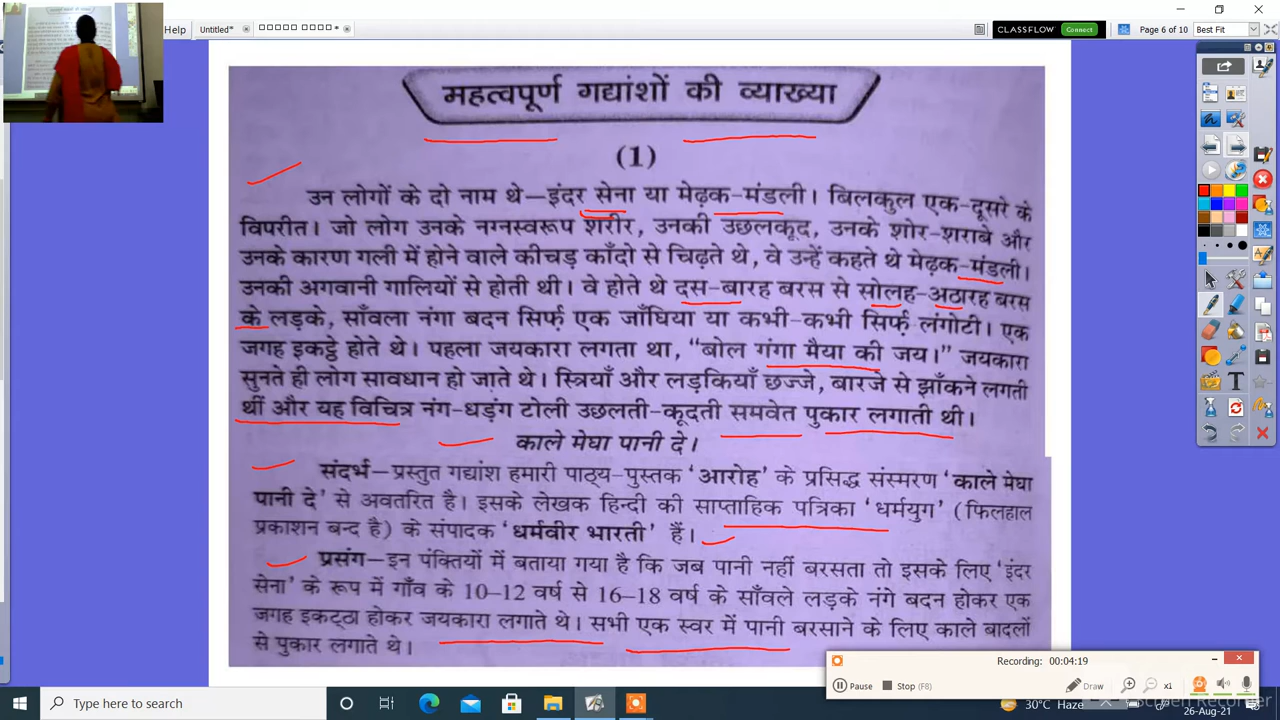 Help
Untitled*
CLASSFLOW Connect
Page 6 of 10
Best Fit
महत्वपूर्ण गद्यांशों की व्याख्या
(1)
उन लोगों के दो नाम थे—इंदर सेना या मेढ़क-मंडली। बिलकुल एक-दूसरे के
विपरीत। जो लोग उनके नग्नस्वरूप शरीर, उनकी उछलकूद, उनके शोर-शराबे और
उनके कारण गली में होने वाले कीचड़ काँदो से चिढ़ते थे, वे उन्हें कहते थे मेढ़क-मंडली।
उनकी अगवानी गालियों से होती थी। वे होते थे दस-बारह बरस से सोलह-अठारह बरस
के लड़के, साँवला नंगा बदन सिर्फ़ एक जाँघिया या कभी-कभी सिर्फ़ लंगोटी। एक
जगह इकट्ठे होते थे। पहला जयकारा लगता था, “बोल गंगा मैया की जय।” जयकारा
सुनते ही लोग सावधान हो जाते थे। स्त्रियाँ और लड़कियाँ छज्जे, बारजे से झाँकने लगती
थीं और यह विचित्र नंग-धड़ंग टोली उछलती-कूदती समवेत पुकार लगाती थी।
काले मेघा पानी दे।
संदर्भ—प्रस्तुत गद्यांश हमारी पाठ्य-पुस्तक ‘आरोह’ के प्रसिद्ध संस्मरण ‘काले मेघा
पानी दे’ से अवतरित है। इसके लेखक हिन्दी की साप्ताहिक पत्रिका ‘धर्मयुग’ (फिलहाल
प्रकाशन बन्द है) के संपादक ‘धर्मवीर भारती’ हैं।
प्रसंग—इन पंक्तियों में बताया गया है कि जब पानी नहीं बरसता तो इसके लिए ‘इंदर
सेना’ के रूप में गाँव के 10–12 वर्ष से 16–18 वर्ष के साँवले लड़के नंगे बदन होकर एक
जगह इकट्ठा होकर जयकारा लगाते थे। सभी एक स्वर में पानी बरसाने के लिए काले बादलों
से पुकार लगाते थे।
Recording: 00:04:19
Pause Stop (F8) Draw x1
Type here to search
30°C Haze
26-Aug-21